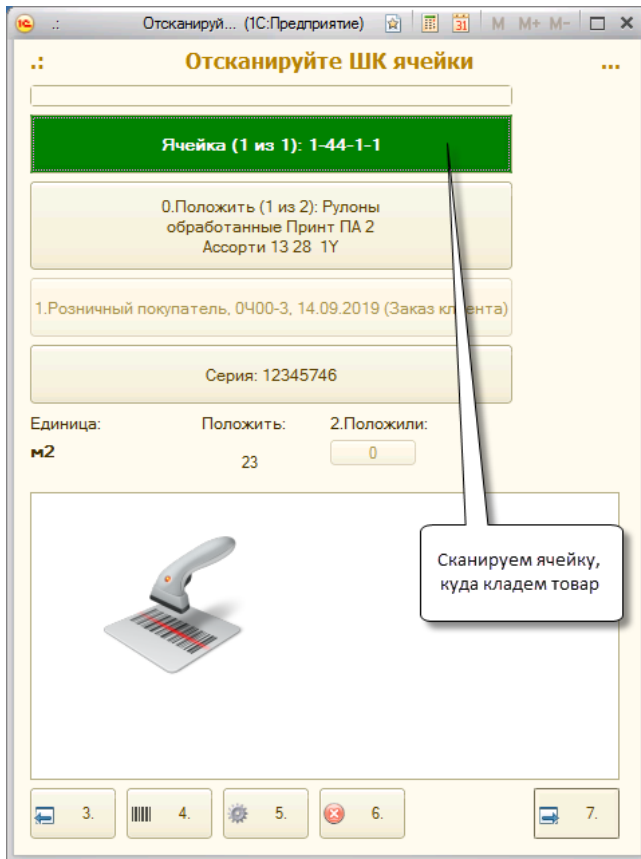 .: Отсканируй... (1С:Предприятие) 31 M M+ M-
.: Отсканируйте ШК ячейки ...
Ячейка (1 из 1): 1-44-1-1
0.Положить (1 из 2): Рулоны
обработанные Принт ПА 2
Ассорти 13 28 1Y
1.Розничный покупатель, 0Ч00-3, 14.09.2019 (Заказ клиента)
Серия: 12345746
Единица: Положить: 2.Положили:
м2 23 0
Сканируем ячейку,
куда кладем товар
3. 4. 5. 6. 7.